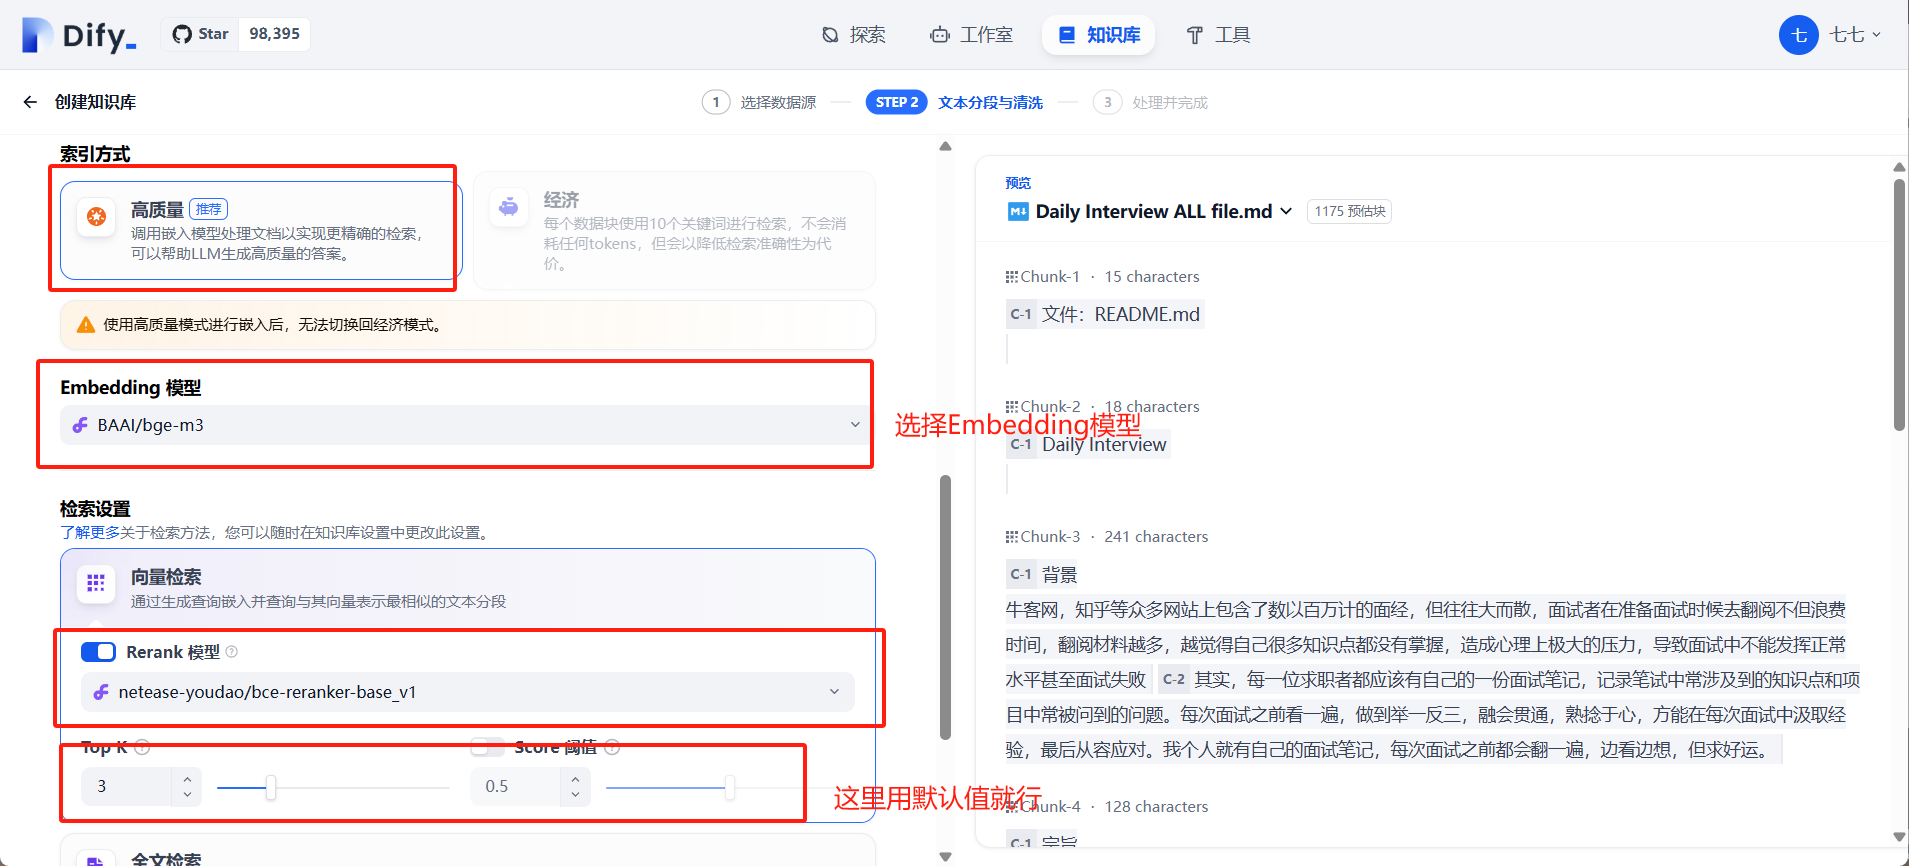 Dify_
Star 98,395
探索
工作室
知识库
工具
七
七七
创建知识库
1 选择数据源
STEP 2 文本分段与清洗
3 处理并完成
索引方式
高质量 推荐
调用嵌入模型处理文档以实现更精确的检索，
可以帮助LLM生成高质量的答案。
经济
每个数据块使用10个关键词进行检索，不会消
耗任何tokens，但会以降低检索准确性为代
价。
使用高质量模式进行嵌入后，无法切换回经济模式。
Embedding 模型
BAAI/bge-m3
选择Embedding模型
检索设置
了解更多关于检索方法，您可以随时在知识库设置中更改此设置。
向量检索
通过生成查询嵌入并查询与其向量表示最相似的文本分段
Rerank 模型
netease-youdao/bce-reranker-base_v1
Top K
Score 阈值
3
0.5
这里用默认值就行
全文检索
预览
M↓ Daily Interview ALL file.md 1175 预估块
Chunk-1 · 15 characters
C-1 文件：README.md
Chunk-2 · 18 characters
C-1 Daily Interview
Chunk-3 · 241 characters
C-1 背景
牛客网，知乎等众多网站上包含了数以百万计的面经，但往往大而散，面试者在准备面试时候去翻阅不但浪费
时间，翻阅材料越多，越觉得自己很多知识点都没有掌握，造成心理上极大的压力，导致面试中不能发挥正常
水平甚至面试失败 C-2 其实，每一位求职者都应该有自己的一份面试笔记，记录笔试中常涉及到的知识点和项
目中常被问到的问题。每次面试之前看一遍，做到举一反三，融会贯通，熟捻于心，方能在每次面试中汲取经
验，最后从容应对。我个人就有自己的面试笔记，每次面试之前都会翻一遍，边看边想，但求好运。
Chunk-4 · 128 characters
C-1 宗旨